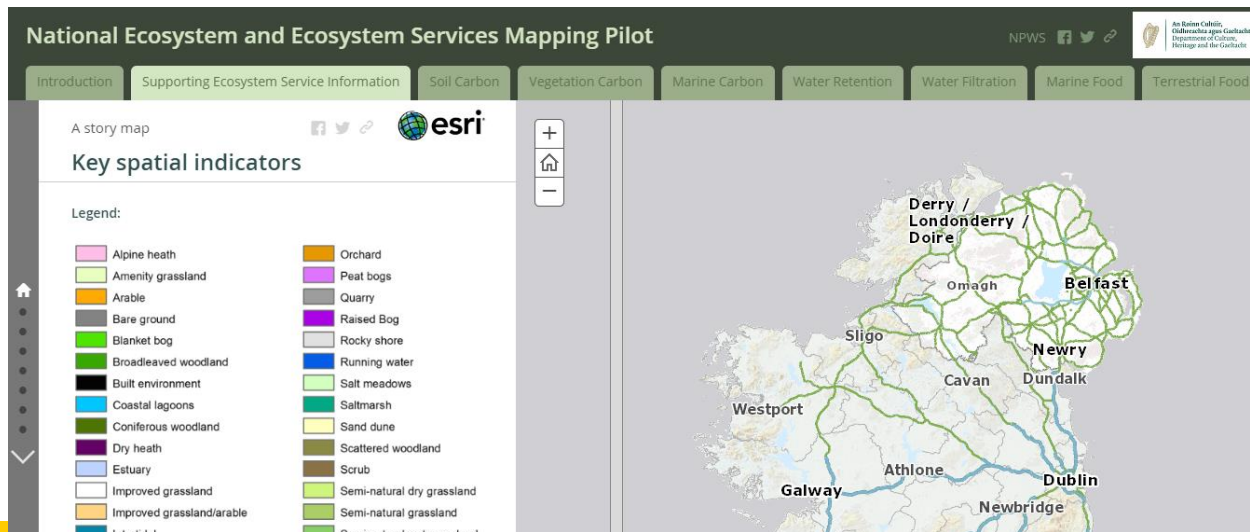 National Ecosystem and Ecosystem Services Mapping Pilot
NPWS
An Roinn Cultúir,
Oidhreachta agus Gaeltachta
Department of Culture,
Heritage and the Gaeltacht
Introduction
Supporting Ecosystem Service Information
Soil Carbon
Vegetation Carbon
Marine Carbon
Water Retention
Water Filtration
Marine Food
Terrestrial Food
A story map
esri
Key spatial indicators
Legend:
Alpine heath
Amenity grassland
Arable
Bare ground
Blanket bog
Broadleaved woodland
Built environment
Coastal lagoons
Coniferous woodland
Dry heath
Estuary
Improved grassland
Improved grassland/arable
Orchard
Peat bogs
Quarry
Raised Bog
Rocky shore
Running water
Salt meadows
Saltmarsh
Sand dune
Scattered woodland
Scrub
Semi-natural dry grassland
Semi-natural grassland
+
−
Derry /
Londonderry /
Doire
Omagh
Belfast
Sligo
Newry
Cavan
Dundalk
Westport
Athlone
Dublin
Galway
Newbridge